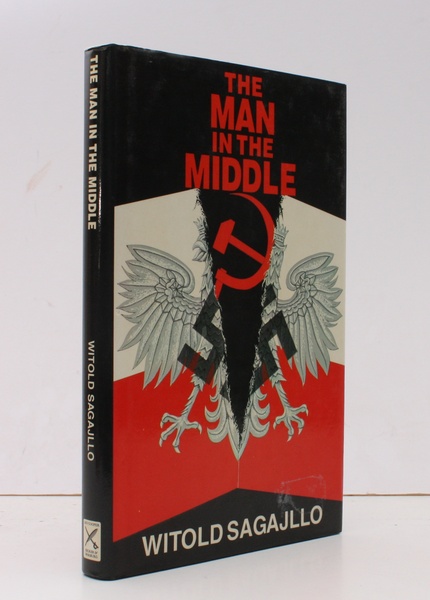 THE MAN IN THE MIDDLE
WITOLD SAGAJLLO
THE
MAN
IN THE
MIDDLE
WITOLD SAGAJLLO